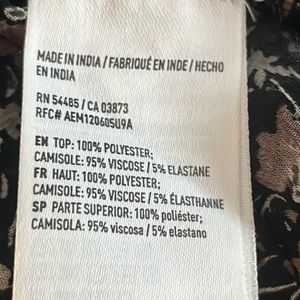 MADE IN INDIA / FABRIQUÉ EN INDE / HECHO
EN INDIA
RN 54485 / CA 03873
RFC# AEM120605U9A
EN TOP: 100% POLYESTER;
CAMISOLE: 95% VISCOSE / 5% ELASTANE
FR HAUT: 100% POLYESTER;
CAMISOLE: 95% VISCOSE / 5% ÉLASTHANNE
SP PARTE SUPERIOR: 100% poliéster;
CAMISOLA: 95% viscosa / 5% elastano